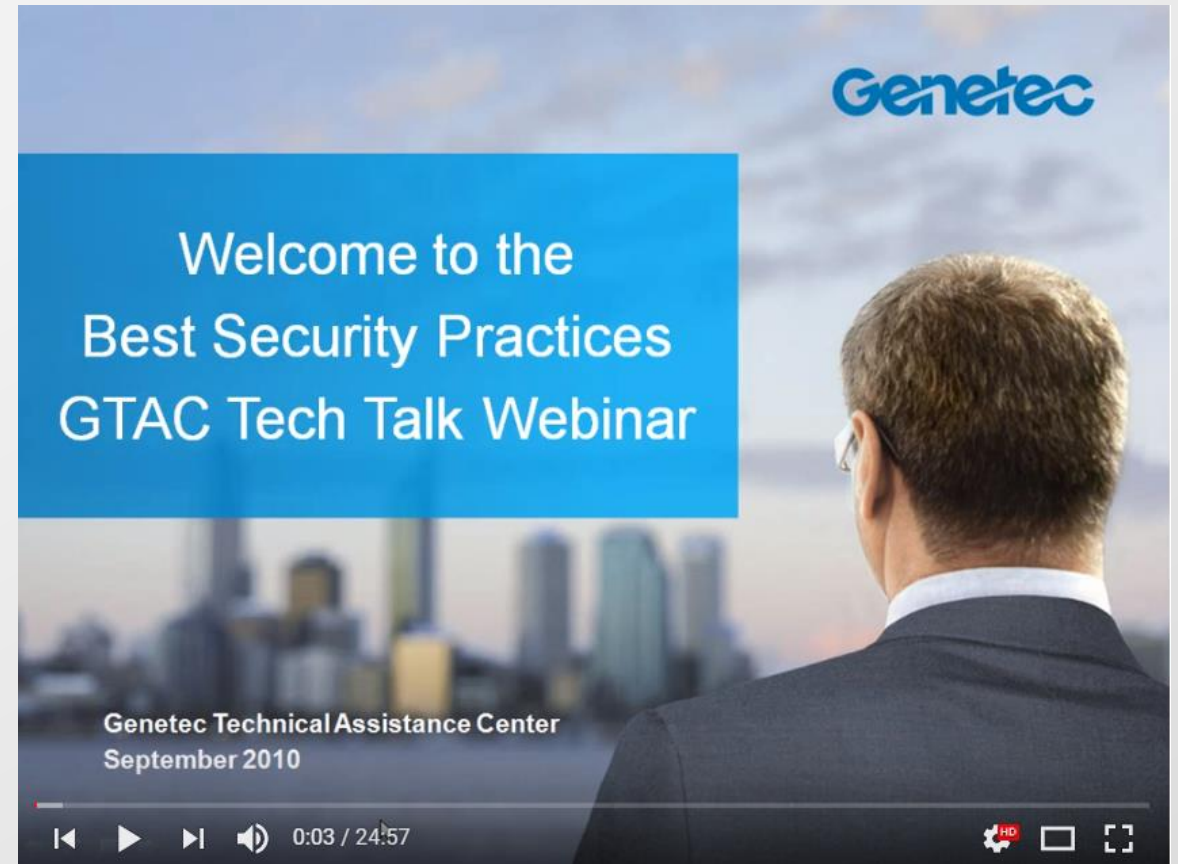 Genetec
Welcome to the
Best Security Practices
GTAC Tech Talk Webinar
Genetec Technical Assistance Center
September 2010
0:03 / 24:57
HD